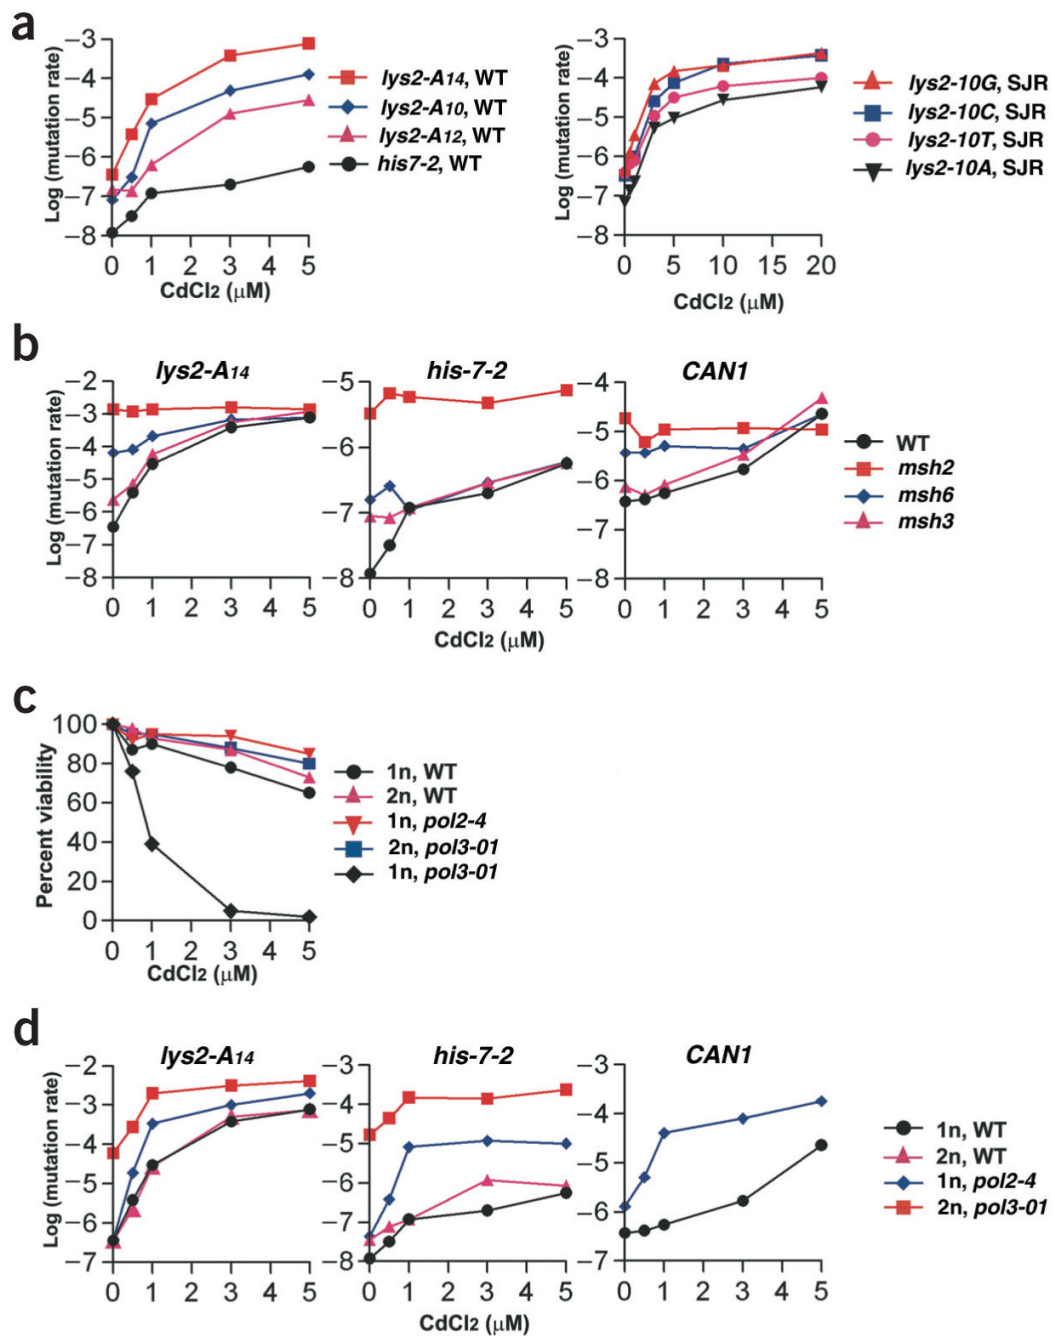 a
Log (mutation rate)
−3
−4
−5
−6
−7
−8
0 1 2 3 4 5
CdCl2 (μM)
lys2-A14, WT
lys2-A10, WT
lys2-A12, WT
his7-2, WT
Log (mutation rate)
−3
−4
−5
−6
−7
−8
0 5 10 15 20
CdCl2 (μM)
lys2-10G, SJR
lys2-10C, SJR
lys2-10T, SJR
lys2-10A, SJR
b
lys2-A14
Log (mutation rate)
−2
−3
−4
−5
−6
−7
−8
0 1 2 3 4 5
his-7-2
−5
−6
−7
−8
0 1 2 3 4 5
CAN1
−4
−5
−6
−7
−8
0 1 2 3 4 5
CdCl2 (μM)
WT
msh2
msh6
msh3
c
Percent viability
100
80
60
40
20
0
0 1 2 3 4 5
CdCl2 (μM)
1n, WT
2n, WT
1n, pol2-4
2n, pol3-01
1n, pol3-01
d
lys2-A14
Log (mutation rate)
−2
−3
−4
−5
−6
−7
0 1 2 3 4 5
his-7-2
−3
−4
−5
−6
−7
−8
0 1 2 3 4 5
CAN1
−3
−4
−5
−6
−7
0 1 2 3 4 5
CdCl2 (μM)
1n, WT
2n, WT
1n, pol2-4
2n, pol3-01